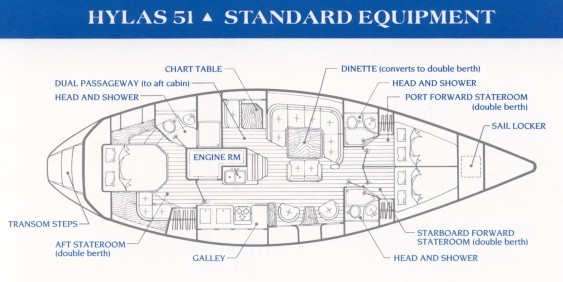 HYLAS 51 ▲ STANDARD EQUIPMENT
CHART TABLE
DINETTE (converts to double berth)
DUAL PASSAGEWAY (to aft cabin)
HEAD AND SHOWER
HEAD AND SHOWER
PORT FORWARD STATEROOM
(double berth)
SAIL LOCKER
ENGINE RM
TRANSOM STEPS
AFT STATEROOM
(double berth)
GALLEY
STARBOARD FORWARD
STATEROOM (double berth)
HEAD AND SHOWER